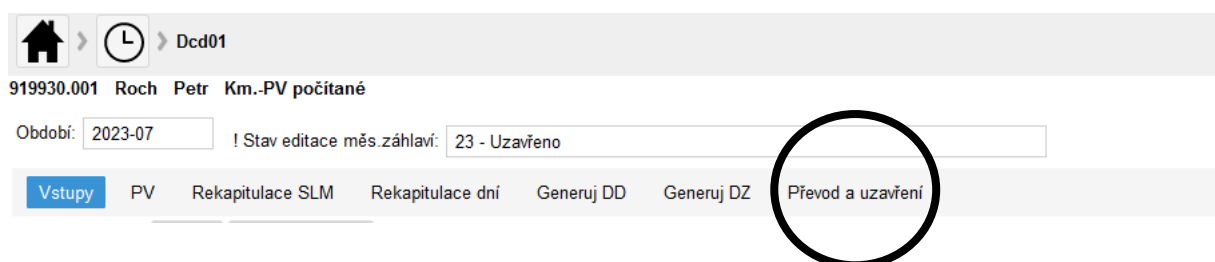 Dcd01
919930.001 Roch Petr Km.-PV počítané
Období: 2023-07 ! Stav editace měs.záhlaví: 23 - Uzavřeno
Vstupy PV Rekapitulace SLM Rekapitulace dní Generuj DD Generuj DZ Převod a uzavření